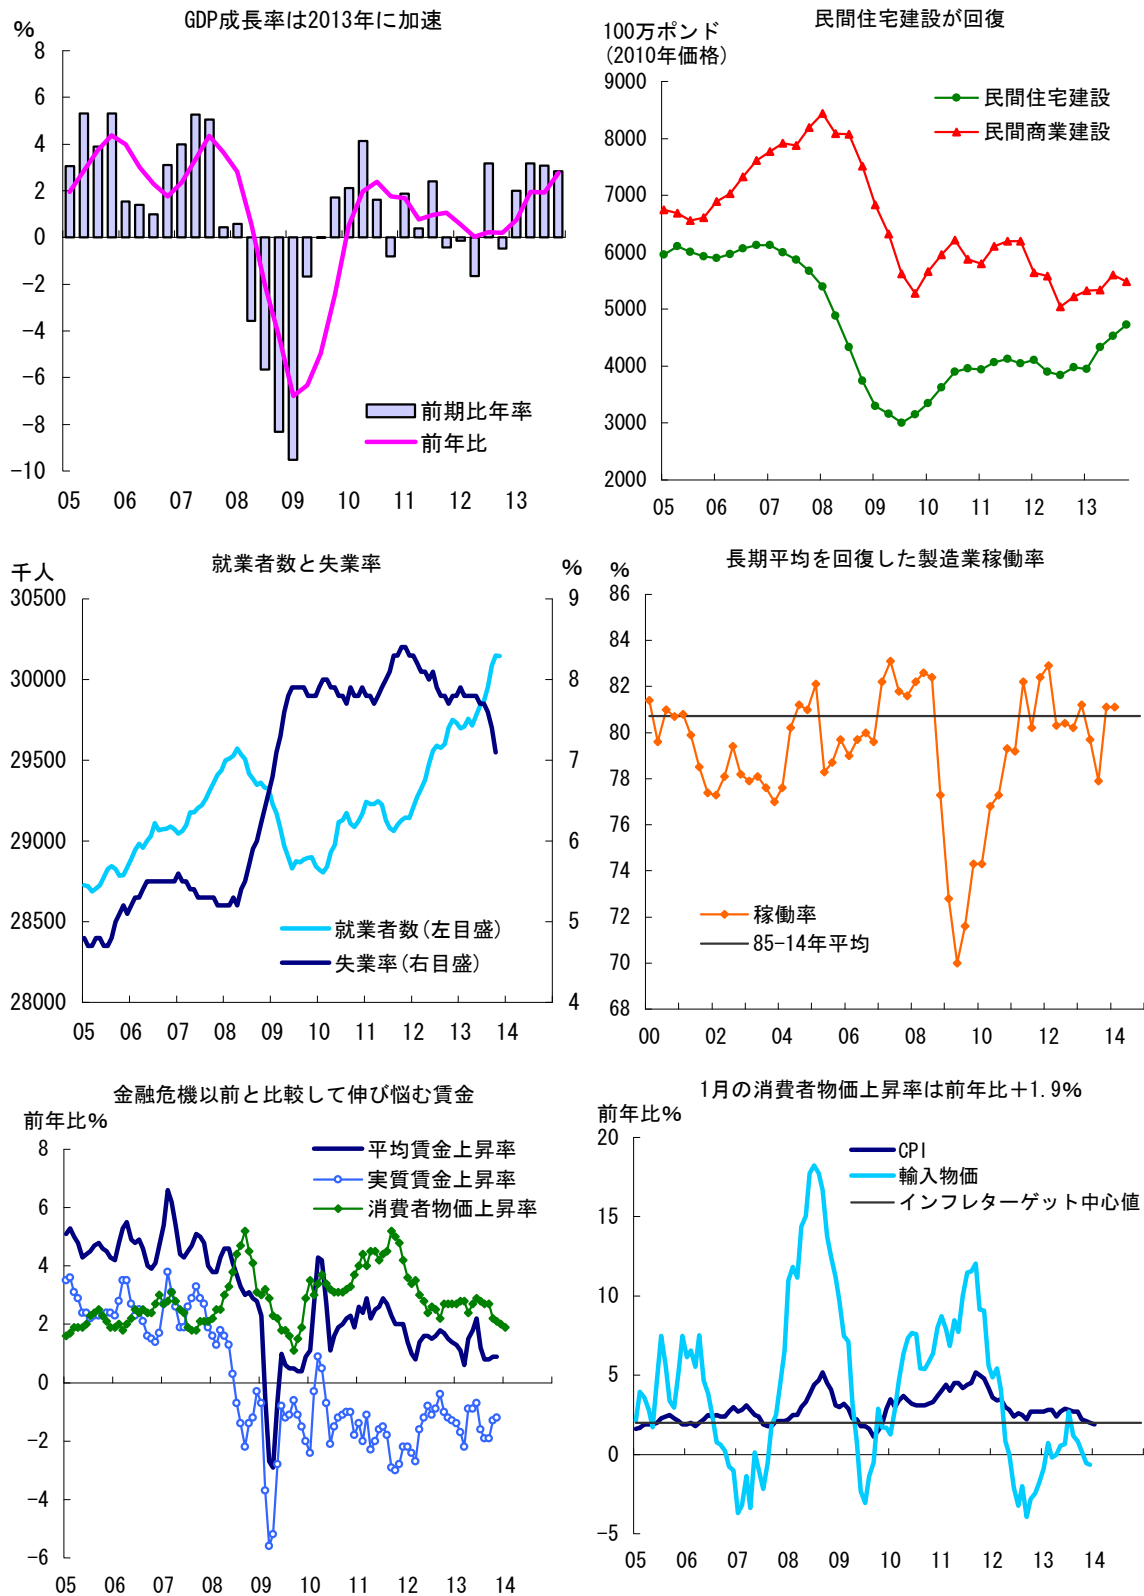 GDP成長率は2013年に加速
%
8
6
4
2
0
−2
−4
−6
−8
−10
前期比年率
前年比
05 06 07 08 09 10 11 12 13
民間住宅建設が回復
100万ポンド
(2010年価格)
9000
8000
7000
6000
5000
4000
3000
2000
民間住宅建設
民間商業建設
05 06 07 08 09 10 11 12 13
就業者数と失業率
千人
%
30500
30000
29500
29000
28500
28000
9
8
7
6
5
4
就業者数(左目盛)
失業率(右目盛)
05 06 07 08 09 10 11 12 13 14
長期平均を回復した製造業稼働率
%
86
84
82
80
78
76
74
72
70
68
稼働率
85−14年平均
00 02 04 06 08 10 12 14
金融危機以前と比較して伸び悩む賃金
前年比%
8
6
4
2
0
−2
−4
−6
平均賃金上昇率
実質賃金上昇率
消費者物価上昇率
05 06 07 08 09 10 11 12 13 14
1月の消費者物価上昇率は前年比+1.9%
前年比%
20
15
10
5
0
−5
CPI
輸入物価
インフレターゲット中心値
05 06 07 08 09 10 11 12 13 14